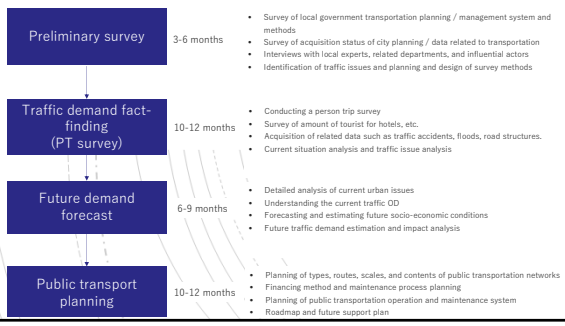 Preliminary survey
3-6 months
• Survey of local government transportation planning / management system and
methods
• Survey of acquisition status of city planning / data related to transportation
• Interviews with local experts, related departments, and influential actors
• Identification of traffic issues and planning and design of survey methods
Traffic demand fact-
finding
(PT survey)
10-12 months
• Conducting a person trip survey
• Survey of amount of tourist for hotels, etc.
• Acquisition of related data such as traffic accidents, floods, road structures.
• Current situation analysis and traffic issue analysis
Future demand
forecast
6-9 months
• Detailed analysis of current urban issues
• Understanding the current traffic OD
• Forecasting and estimating future socio-economic conditions
• Future traffic demand estimation and impact analysis
Public transport
planning
10-12 months
• Planning of types, routes, scales, and contents of public transportation networks
• Financing method and maintenance process planning
• Planning of public transportation operation and maintenance system
• Roadmap and future support plan